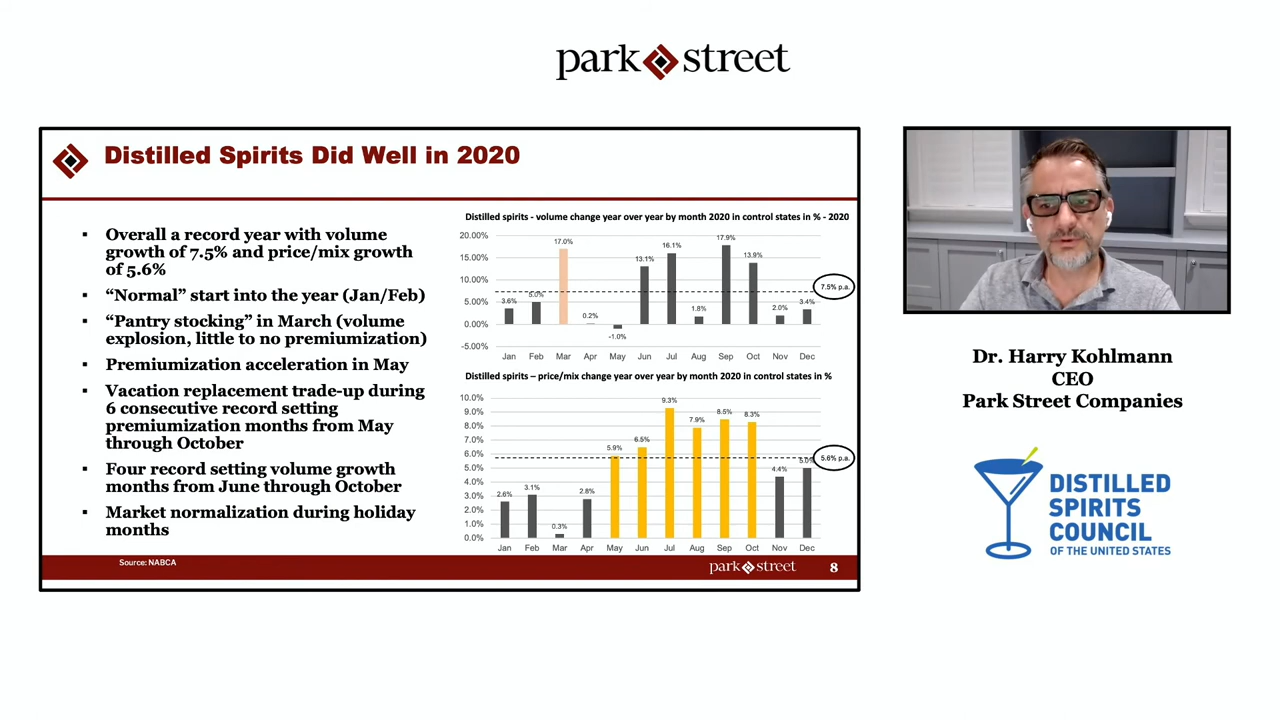 park street
Distilled Spirits Did Well in 2020
▪ Overall a record year with volume
growth of 7.5% and price/mix growth
of 5.6%
▪ “Normal” start into the year (Jan/Feb)
▪ “Pantry stocking” in March (volume
explosion, little to no premiumization)
▪ Premiumization acceleration in May
▪ Vacation replacement trade-up during
6 consecutive record setting
premiumization months from May
through October
▪ Four record setting volume growth
months from June through October
▪ Market normalization during holiday
months
Distilled spirits - volume change year over year by month 2020 in control states in % - 2020
20.00%
15.00%
10.00%
5.00%
0.00%
-5.00%
3.6%
5.0%
17.0%
0.2%
-1.0%
13.1%
16.1%
1.8%
17.9%
13.9%
2.0%
3.4%
7.5% p.a.
Jan Feb Mar Apr May Jun Jul Aug Sep Oct Nov Dec
Distilled spirits – price/mix change year over year by month 2020 in control states in %
10.0%
9.0%
8.0%
7.0%
6.0%
5.0%
4.0%
3.0%
2.0%
1.0%
0.0%
2.6%
3.1%
0.3%
2.8%
5.9%
6.5%
9.3%
7.9%
8.5%
8.3%
4.4%
5.0%
5.6% p.a.
Jan Feb Mar Apr May Jun Jul Aug Sep Oct Nov Dec
Source: NABCA
park street
8
Dr. Harry Kohlmann
CEO
Park Street Companies
DISTILLED
SPIRITS
COUNCIL
OF THE UNITED STATES